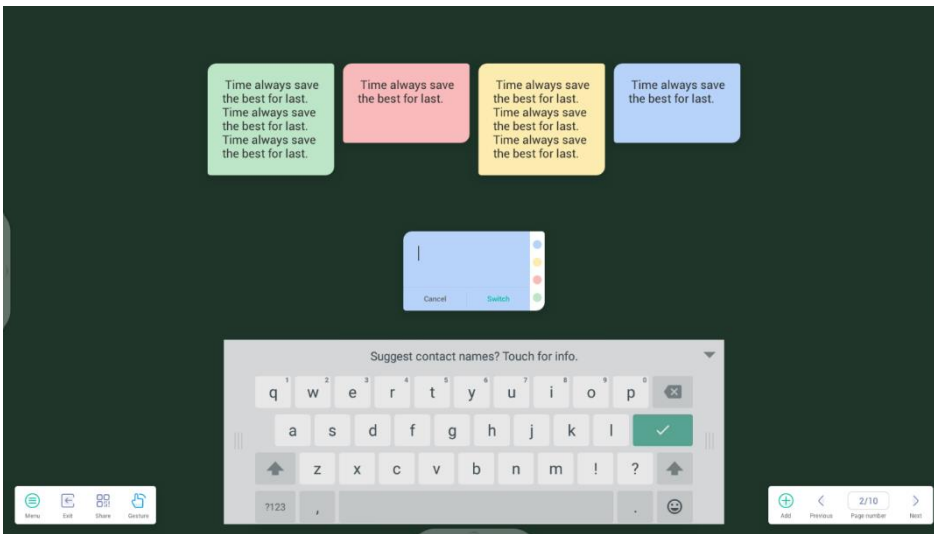 Time always save
the best for last.
Time always save
the best for last.
Time always save
the best for last.
Time always save
the best for last.
Time always save
the best for last.
Time always save
the best for last.
Time always save
the best for last.
Time always save
the best for last.
Cancel Switch
Suggest contact names? Touch for info.
q 1 w 2 e 3 r 4 t 5 y 6 u 7 i 8 o 9 p 0
a s d f g h j k l
z x c v b n m ! ?
?123 , .
2/10
Menu Exit Share Gesture Add Previous Page number Next